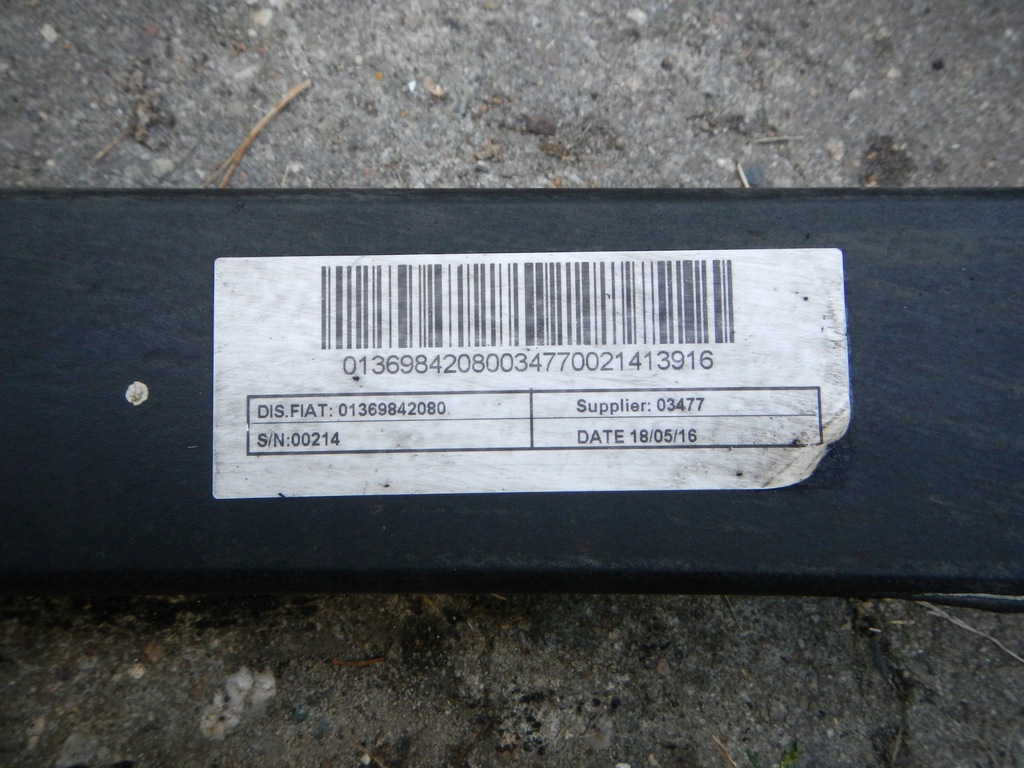 01369842080034770021413916
DIS.FIAT: 01369842080
Supplier: 03477
S/N:00214
DATE 18/05/16